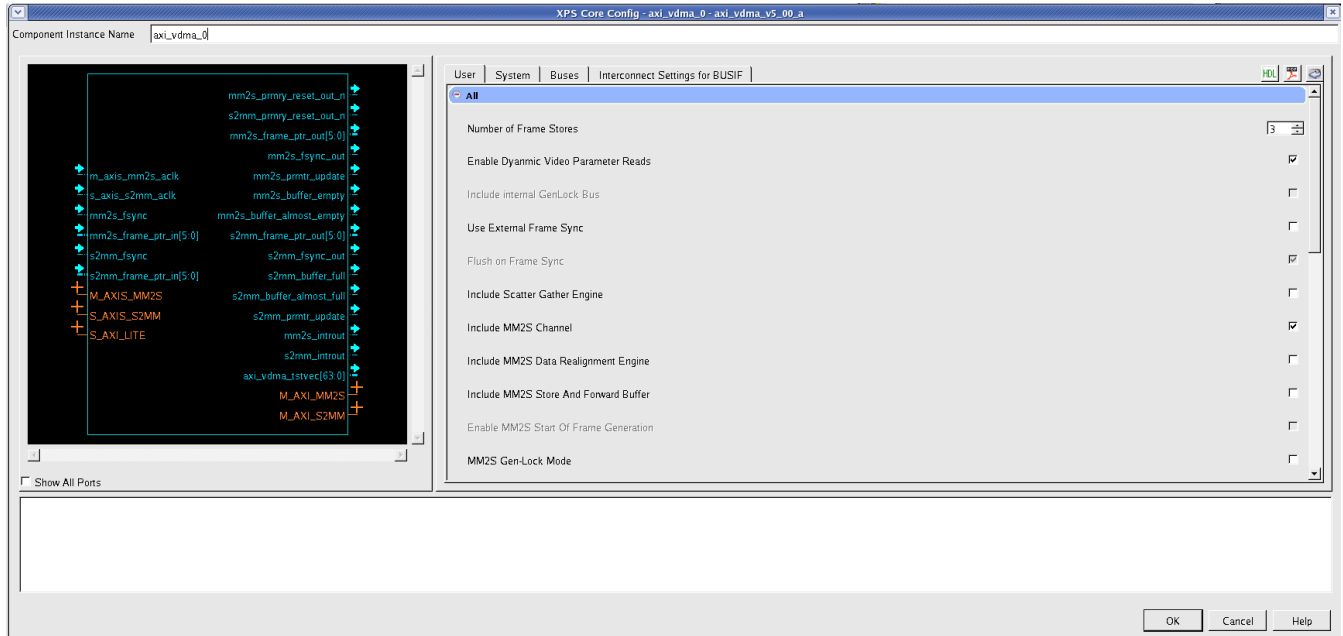 XPS Core Config - axi_vdma_0 - axi_vdma_v5_00_a
Component Instance Name axi_vdma_0
mm2s_prmry_reset_out_n
s2mm_prmry_reset_out_n
mm2s_frame_ptr_out[5:0]
mm2s_fsync_out
m_axis_mm2s_aclk mm2s_prmtr_update
s_axis_s2mm_aclk mm2s_buffer_empty
mm2s_fsync mm2s_buffer_almost_empty
mm2s_frame_ptr_in[5:0] s2mm_frame_ptr_out[5:0]
s2mm_fsync s2mm_fsync_out
s2mm_frame_ptr_in[5:0] s2mm_buffer_full
M_AXIS_MM2S s2mm_buffer_almost_full
S_AXIS_S2MM s2mm_prmtr_update
S_AXI_LITE mm2s_introut
s2mm_introut
axi_vdma_tstvec[63:0]
M_AXI_MM2S
M_AXI_S2MM
Show All Ports
User System Buses Interconnect Settings for BUSIF HDL
All
Number of Frame Stores 3
Enable Dyanmic Video Parameter Reads
Include internal GenLock Bus
Use External Frame Sync
Flush on Frame Sync
Include Scatter Gather Engine
Include MM2S Channel
Include MM2S Data Realignment Engine
Include MM2S Store And Forward Buffer
Enable MM2S Start Of Frame Generation
MM2S Gen-Lock Mode
OK Cancel Help